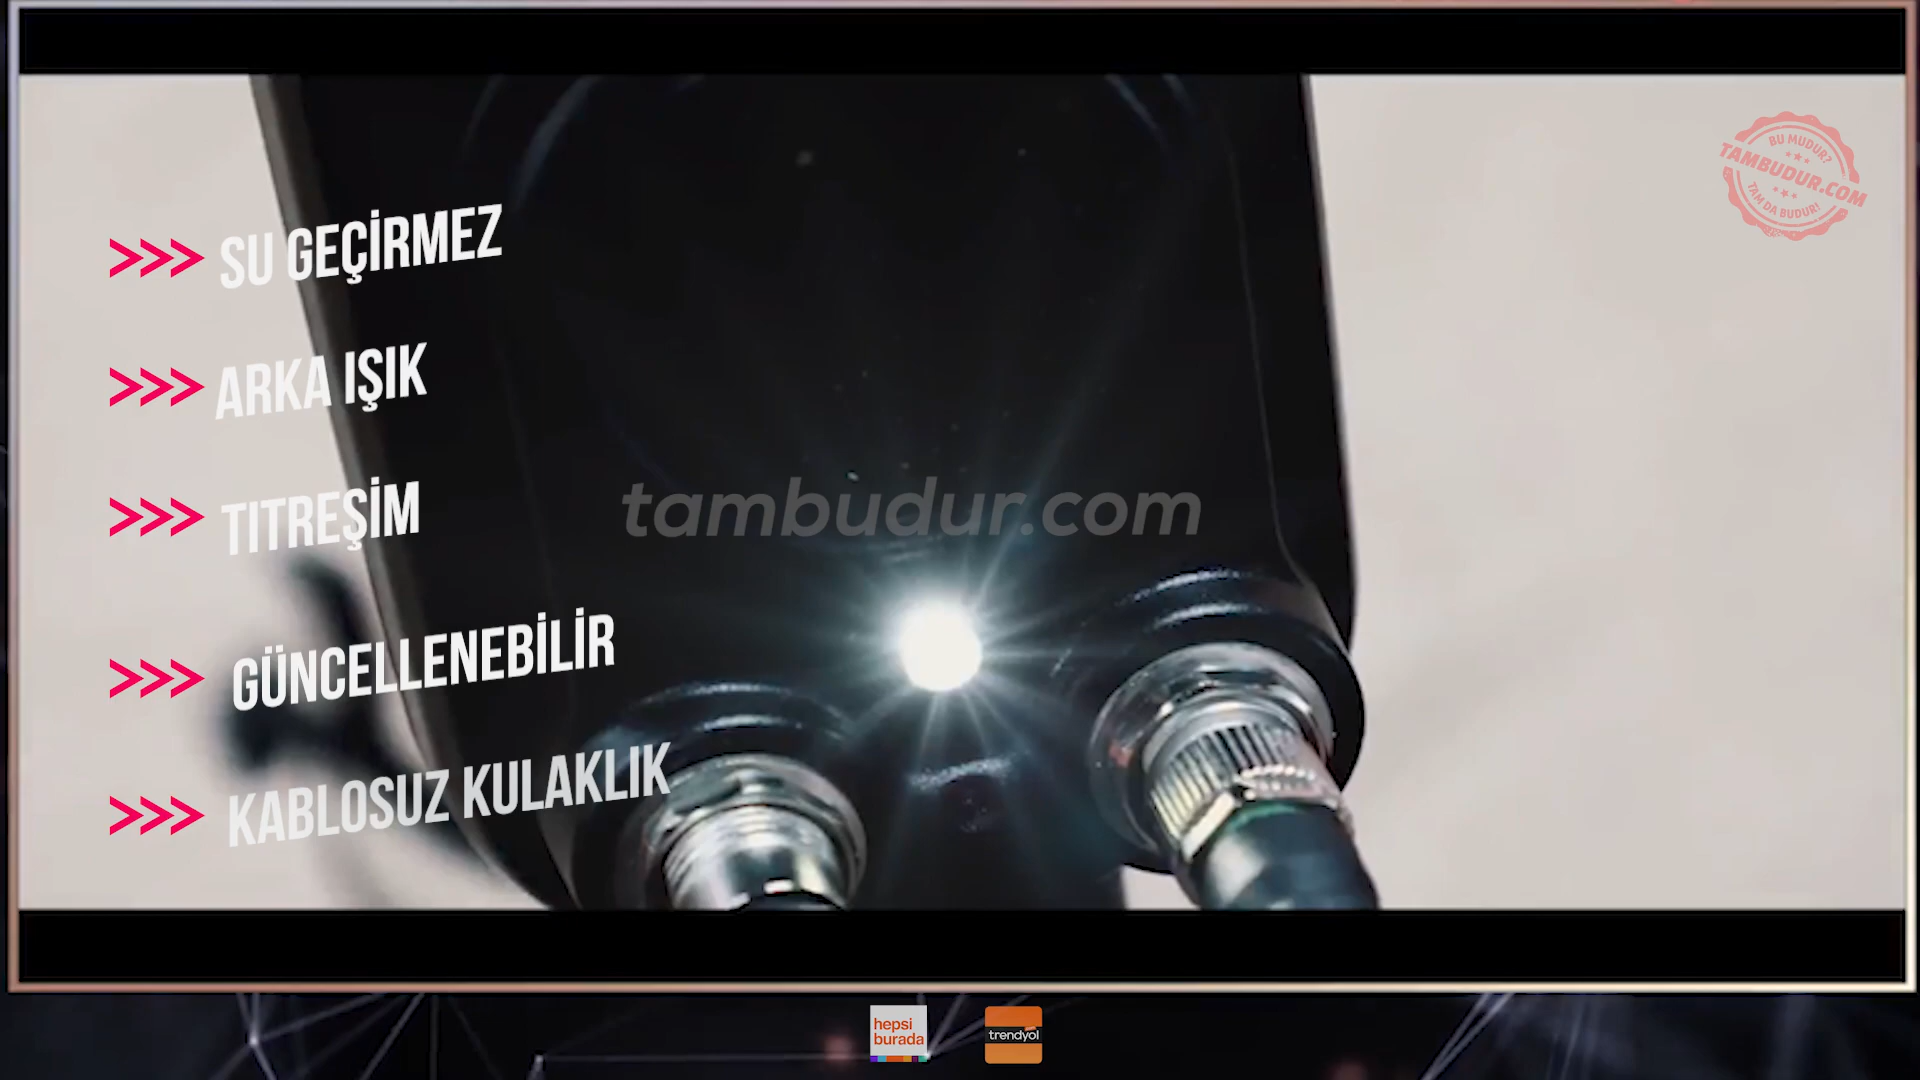 BU MUDUR?
TAMBUDUR.COM
TAM DA BUDUR!
>>> SU GEÇİRMEZ
>>> ARKA IŞIK
>>> TITREŞİM
tambudur.com
>>> GÜNCELLENEBİLİR
>>> KABLOSUZ KULAKLIK
hepsi
burada
trendyol